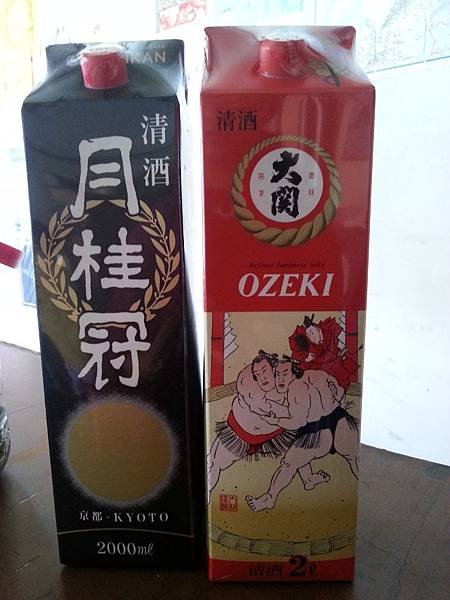 KAN
清酒
月桂冠
京都-KYOTO
2000ml
清酒
大関
Refined Japanese Sake
OZEKI
清酒 2ℓ